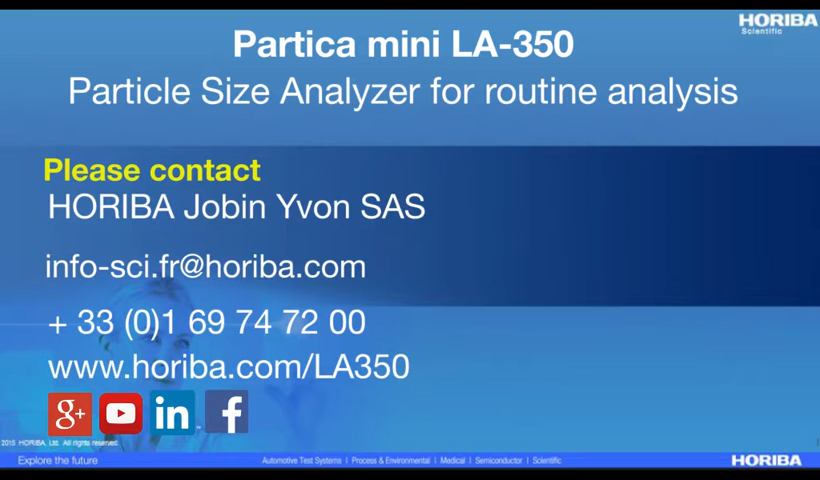 HORIBA
Scientific
Partica mini LA-350
Particle Size Analyzer for routine analysis
Please contact
HORIBA Jobin Yvon SAS
info-sci.fr@horiba.com
+ 33 (0)1 69 74 72 00
www.horiba.com/LA350
g+ in f
2015 HORIBA, Ltd. All rights reserved.
Explore the future
Automotive Test Systems | Process & Environmental | Medical | Semiconductor | Scientific
HORIBA